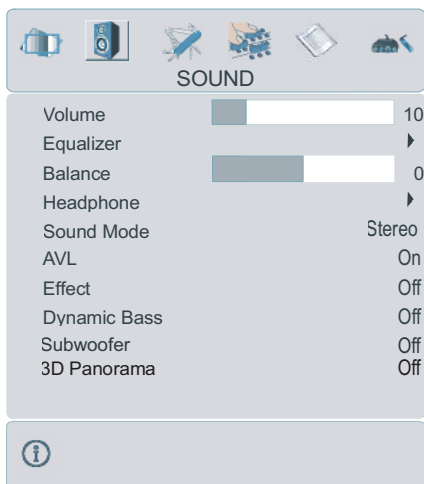 SOUND
Volume 10
Equalizer
Balance 0
Headphone
Sound Mode Stereo
AVL On
Effect Off
Dynamic Bass Off
Subwoofer Off
3D Panorama Off